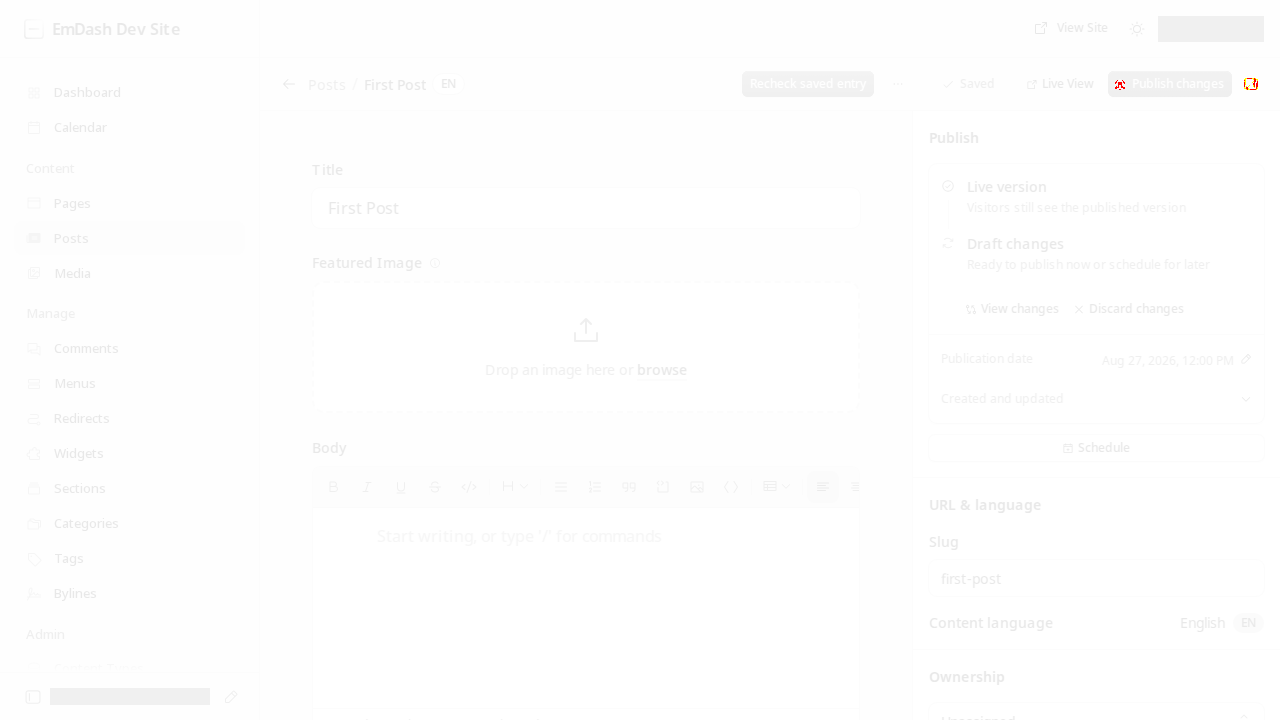 EmDash Dev Site
View Site
Dashboard
Calendar
Content
Pages
Posts
Media
Manage
Comments
Menus
Redirects
Widgets
Sections
Categories
Tags
Bylines
Admin
Posts / First Post EN
Recheck saved entry
Saved
Live View
Publish changes
Title
First Post
Featured Image
Drop an image here or browse
Body
Start writing, or type '/' for commands
Publish
Live version
Visitors still see the published version
Draft changes
Ready to publish now or schedule for later
View changes
Discard changes
Publication date
Aug 27, 2026, 12:00 PM
Created and updated
Schedule
URL & language
Slug
first-post
Content language
English EN
Ownership